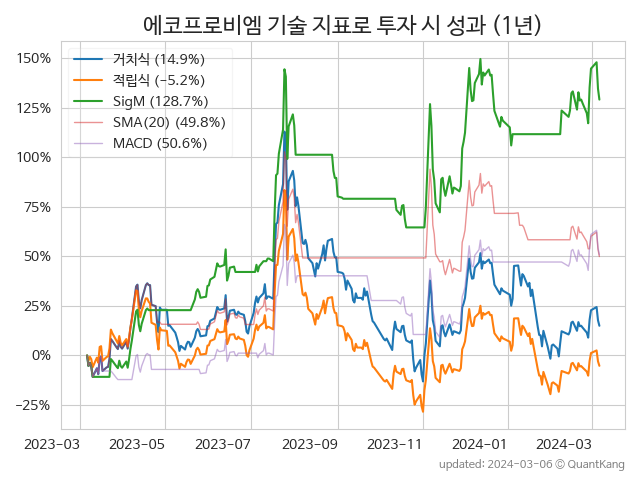 에코프로비엠 기술 지표로 투자 시 성과 (1년)
150%
125%
100%
75%
50%
25%
0%
−25%
거치식 (14.9%)
적립식 (−5.2%)
SigM (128.7%)
SMA(20) (49.8%)
MACD (50.6%)
2023−03
2023−05
2023−07
2023−09
2023−11
2024−01
2024−03
updated: 2024-03-06 ⓒ QuantKang